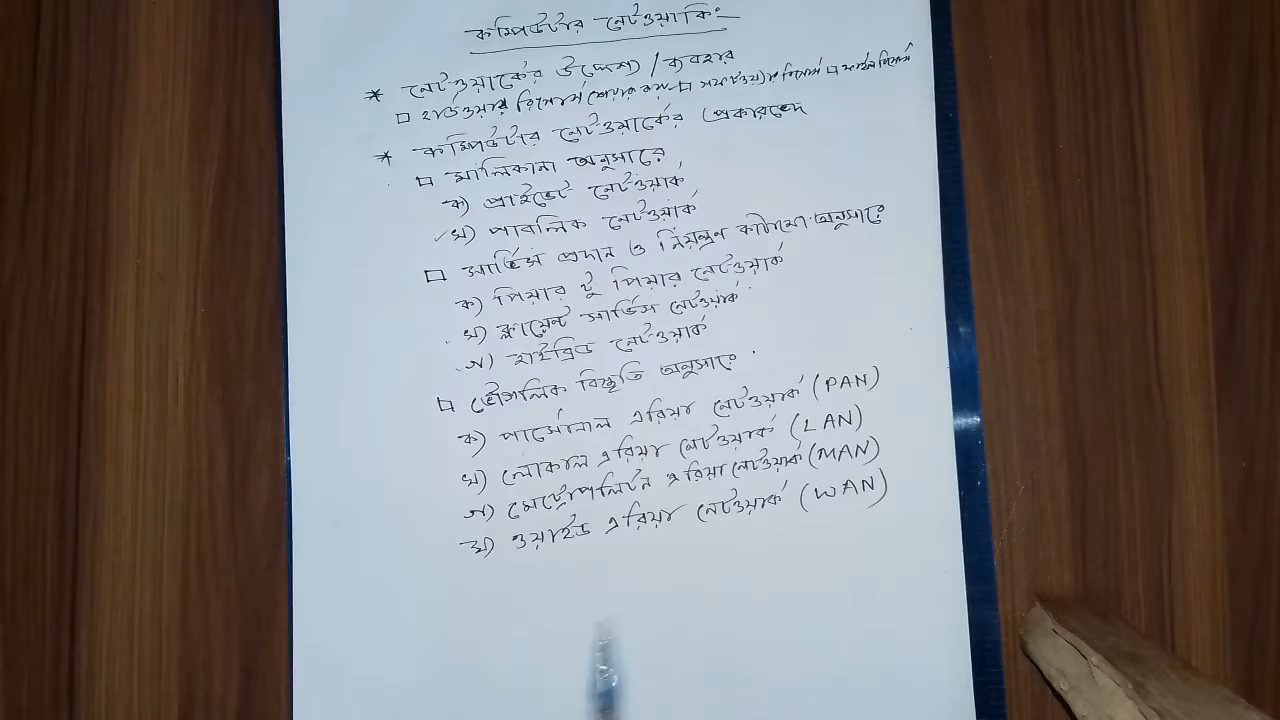 কম্পিউটার নেটওয়ার্কিং:-
* নেটওয়ার্কের উদ্দেশ্য / ব্যবহার
□ হার্ডওয়্যার রিসোর্স শেয়ার করা □ সফটওয়্যার রিসোর্স □ ফাইল রিসোর্স
* কম্পিউটার নেটওয়ার্কের প্রকারভেদ
□ মালিকানা অনুসারে
ক) প্রাইভেট নেটওয়ার্ক
খ) পাবলিক নেটওয়ার্ক
□ সার্ভিস প্রদান ও নিয়ন্ত্রণ কাঠামো অনুসারে
ক) পিয়ার টু পিয়ার নেটওয়ার্ক
খ) ক্লায়েন্ট সার্ভিস নেটওয়ার্ক
গ) হাইব্রিড নেটওয়ার্ক
□ ভৌগলিক বিস্তৃতি অনুসারে
ক) পার্সোনাল এরিয়া নেটওয়ার্ক (PAN)
খ) লোকাল এরিয়া নেটওয়ার্ক (LAN)
গ) মেট্রোপলিটন এরিয়া নেটওয়ার্ক (MAN)
ঘ) ওয়াইড এরিয়া নেটওয়ার্ক (WAN)